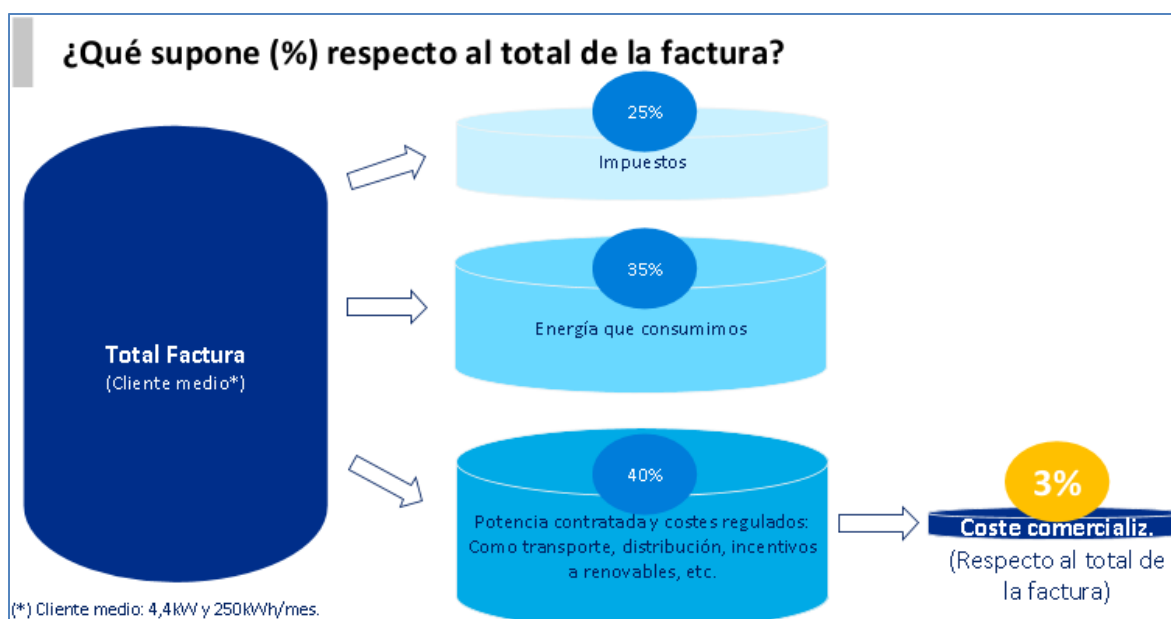 ¿Qué supone (%) respecto al total de la factura?
25%
Impuestos
35%
Energía que consumimos
Total Factura
(Cliente medio*)
40%
Potencia contratada y costes regulados:
Como transporte, distribución, incentivos
a renovables, etc.
3%
Coste comercializ.
(Respecto al total de
la factura)
(*) Cliente medio: 4,4kW y 250kWh/mes.